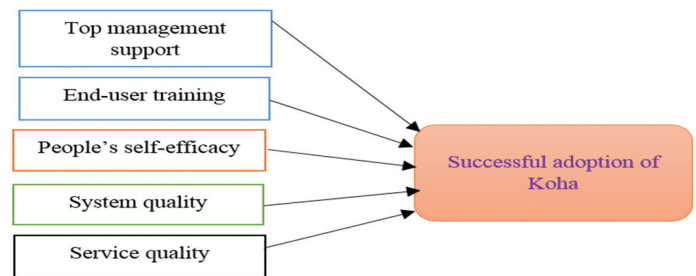 Top management
support
End-user training
People's self-efficacy
System quality
Service quality
Successful adoption of
Koha